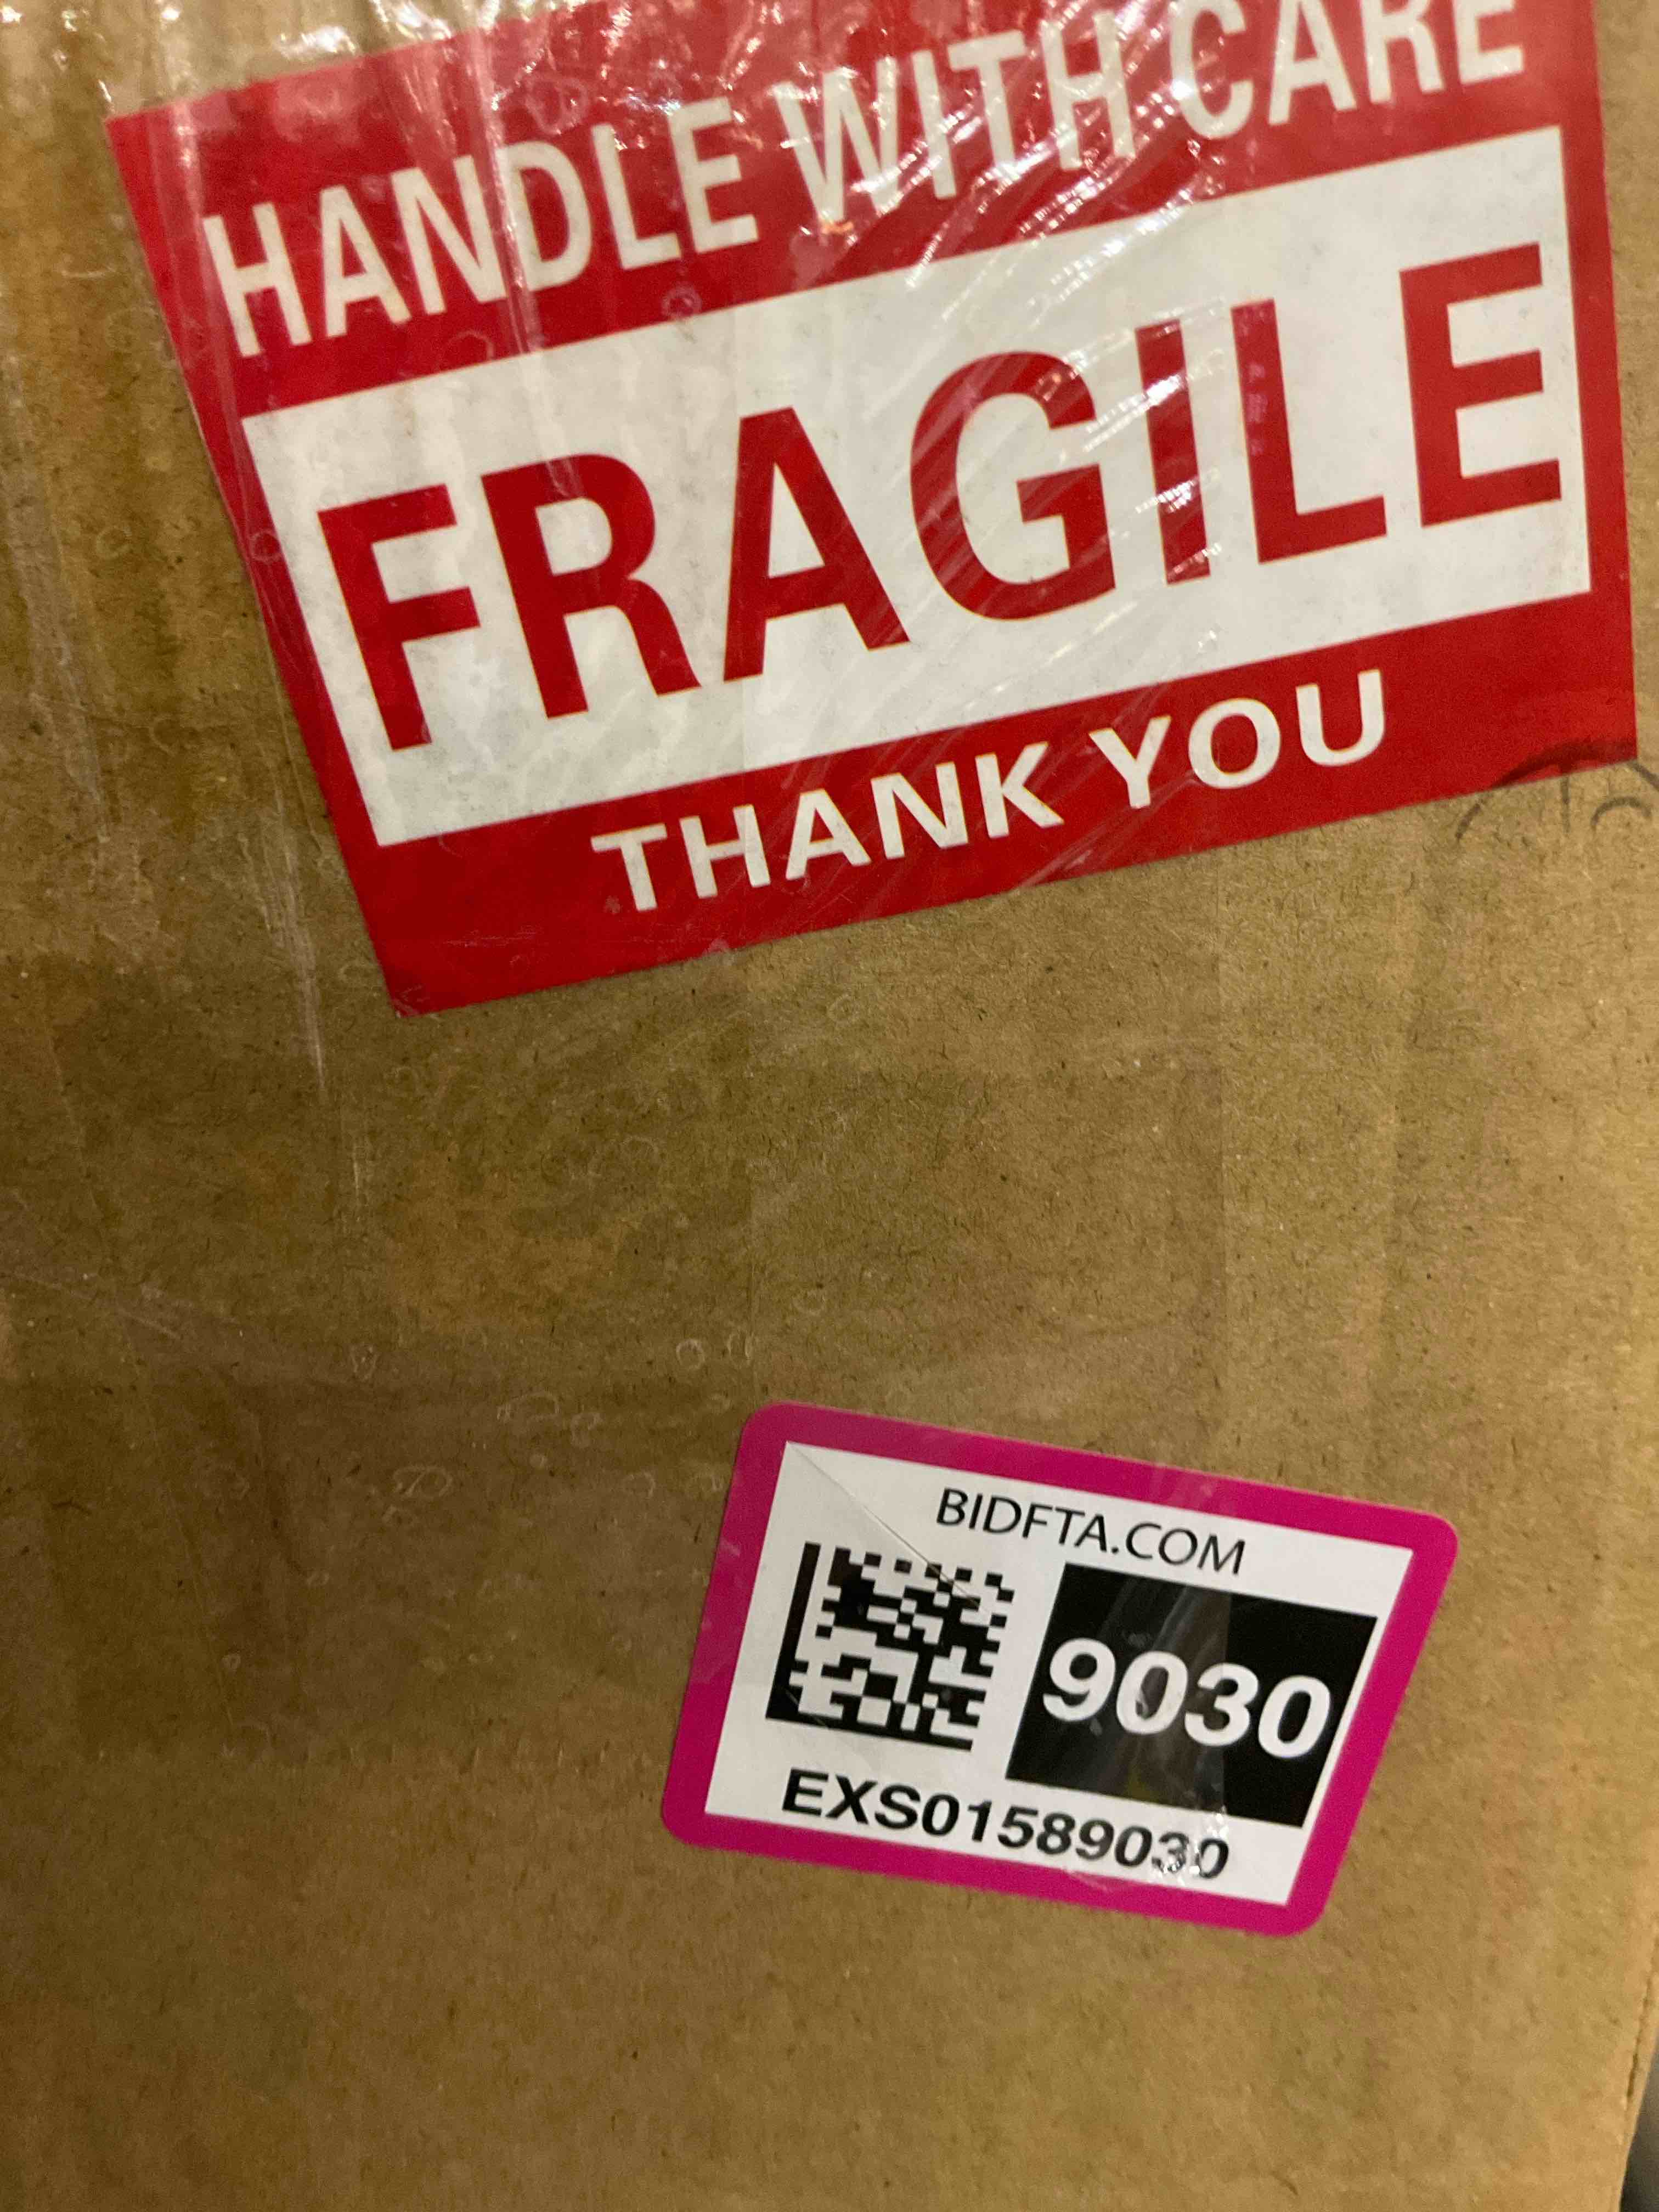 HANDLE WITH CARE
FRAGILE
THANK YOU
BIDFTA.COM
9030
EXS01589030